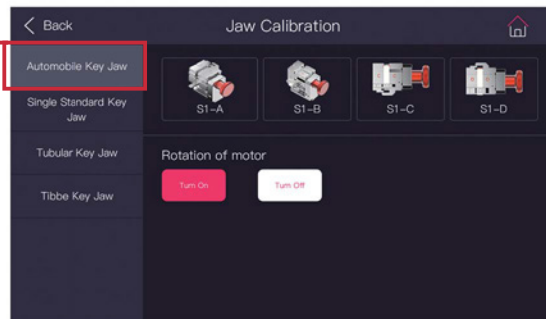 Back
Jaw Calibration
Automobile Key Jaw
Single Standard Key
Jaw
Tubular Key Jaw
Tibbe Key Jaw
S1-A
S1-B
S1-C
S1-D
Rotation of motor
Turn On
Turn Off